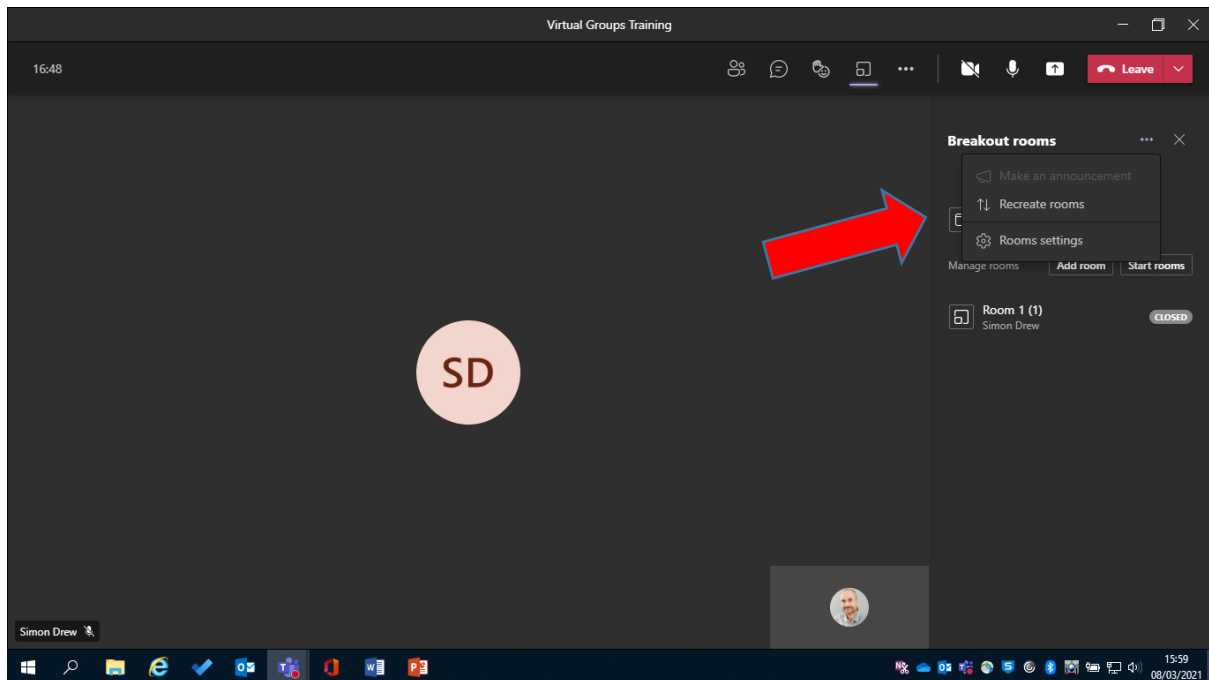 Virtual Groups Training
16:48
Leave
Breakout rooms
Make an announcement
Recreate rooms
Rooms settings
Manage rooms
Add room
Start rooms
Room 1 (1)
Simon Drew
CLOSED
SD
Simon Drew
15:59
08/03/2021